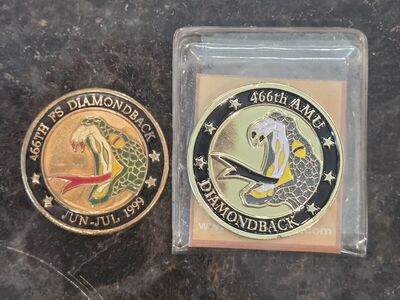 466TH FS DIAMONDBACK
JUN-JUL 1999
466th AMU
DIAMONDBACK